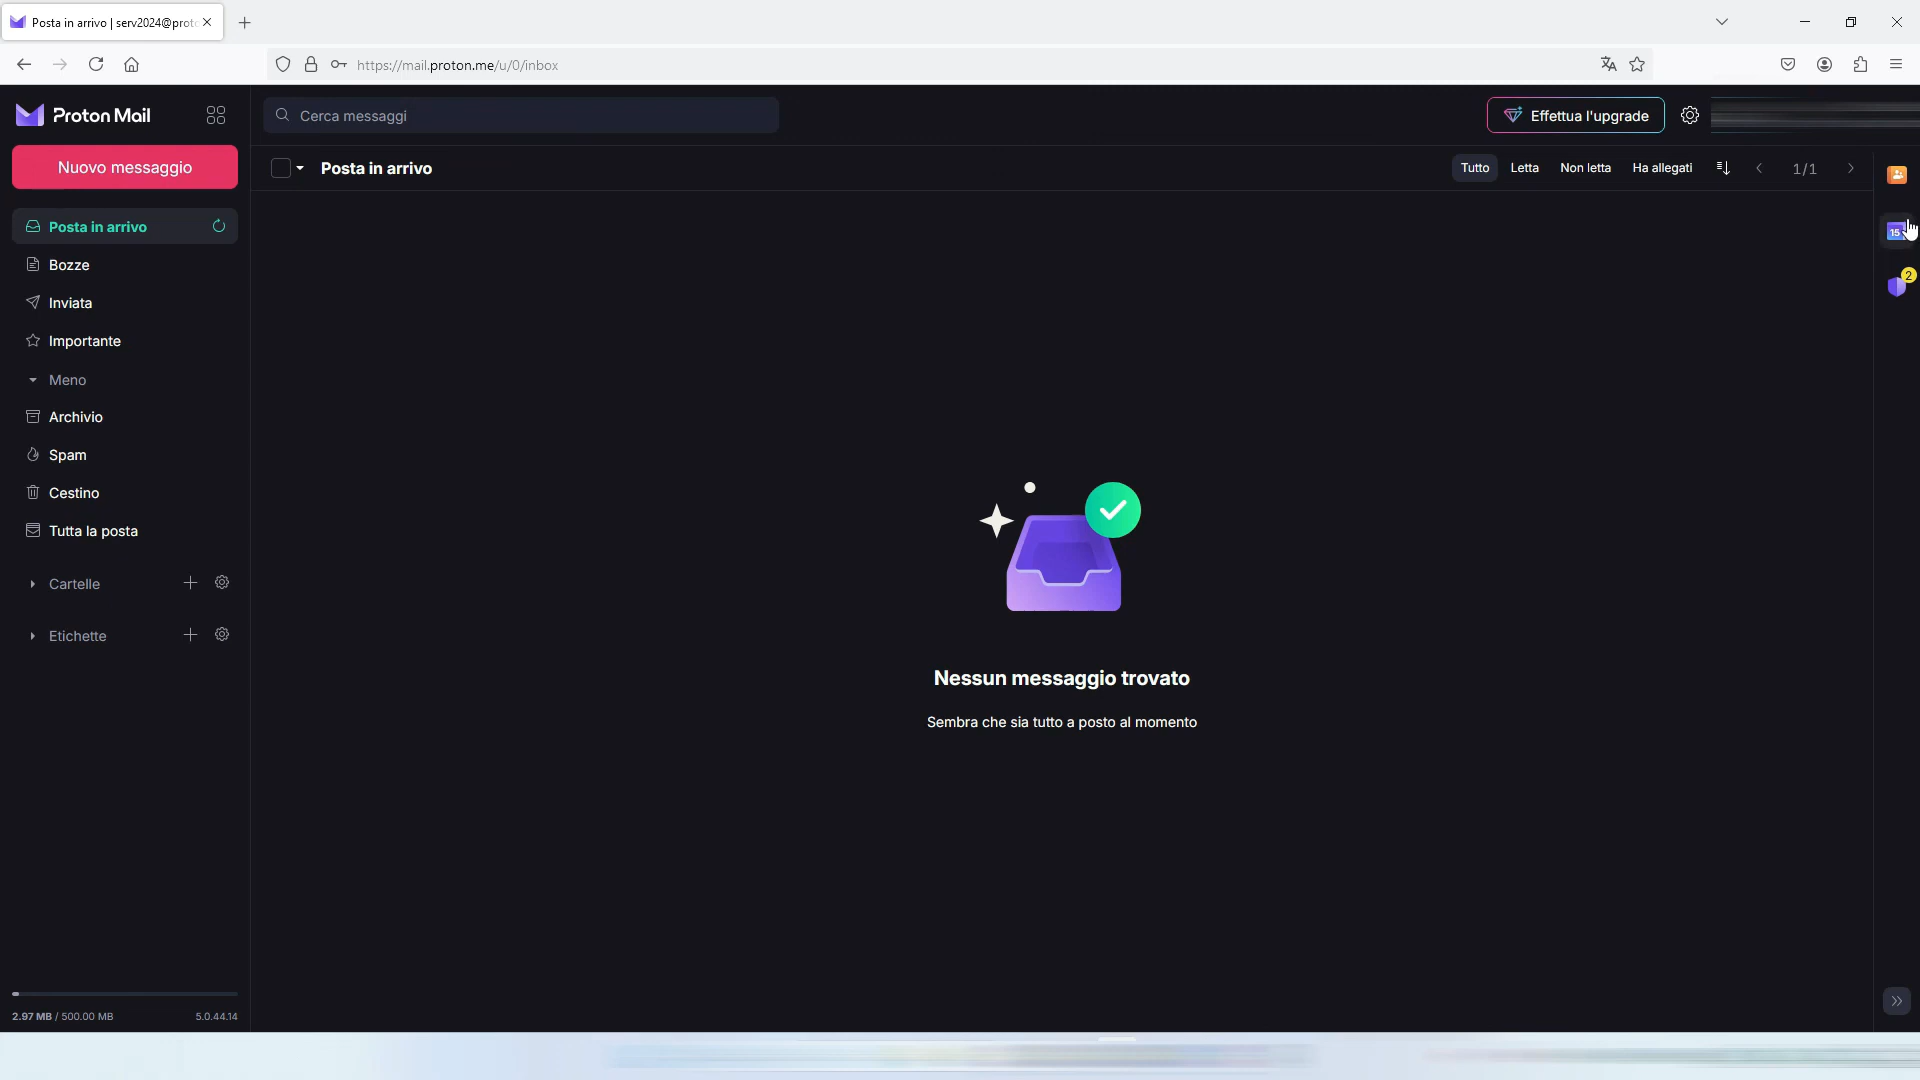 Posta in arrivo | serv2024@prot
https://mail.proton.me/u/0/inbox
Proton Mail
Cerca messaggi
Effettua l'upgrade
Nuovo messaggio
Posta in arrivo
Tutto
Letta
Non letta
Ha allegati
1/1
Posta in arrivo
15
2
Bozze
Inviata
Importante
Meno
Archivio
Spam
Cestino
Tutta la posta
Cartelle
Etichette
Nessun messaggio trovato
Sembra che sia tutto a posto al momento
2.97 MB / 500.00 MB
5.0.44.14